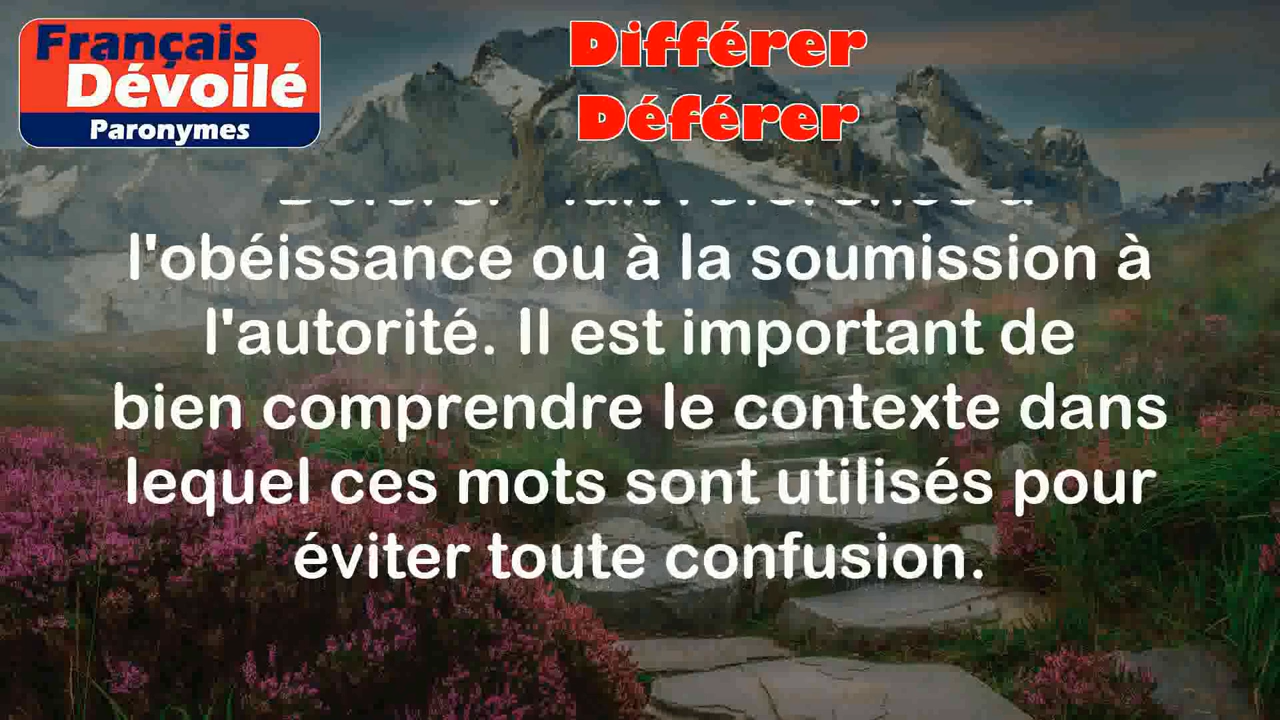 Français
Dévoilé
Paronymes
Différer
Déférer
l'obéissance ou à la soumission à
l'autorité. Il est important de
bien comprendre le contexte dans
lequel ces mots sont utilisés pour
éviter toute confusion.